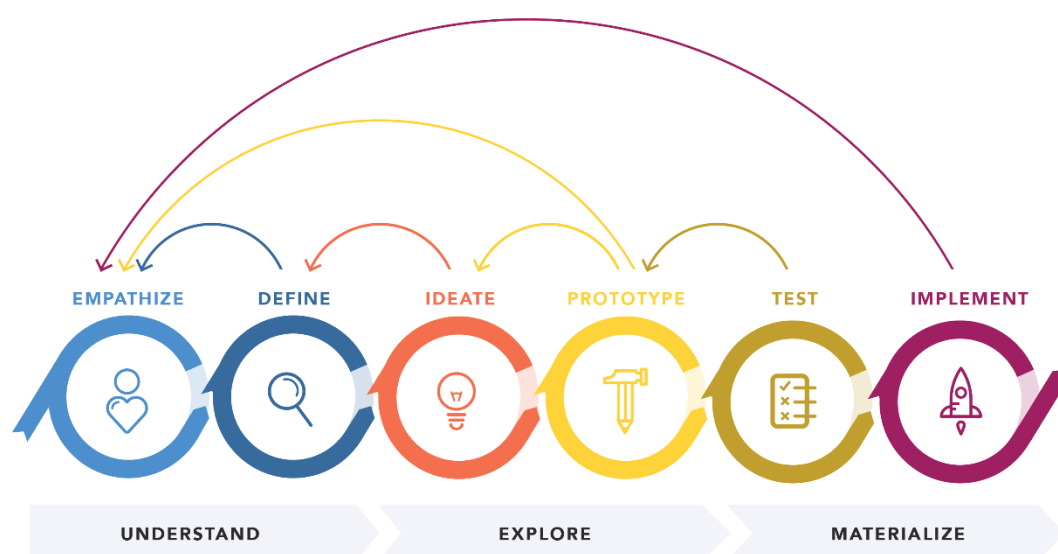 EMPATHIZE
DEFINE
IDEATE
PROTOTYPE
TEST
IMPLEMENT
UNDERSTAND
EXPLORE
MATERIALIZE